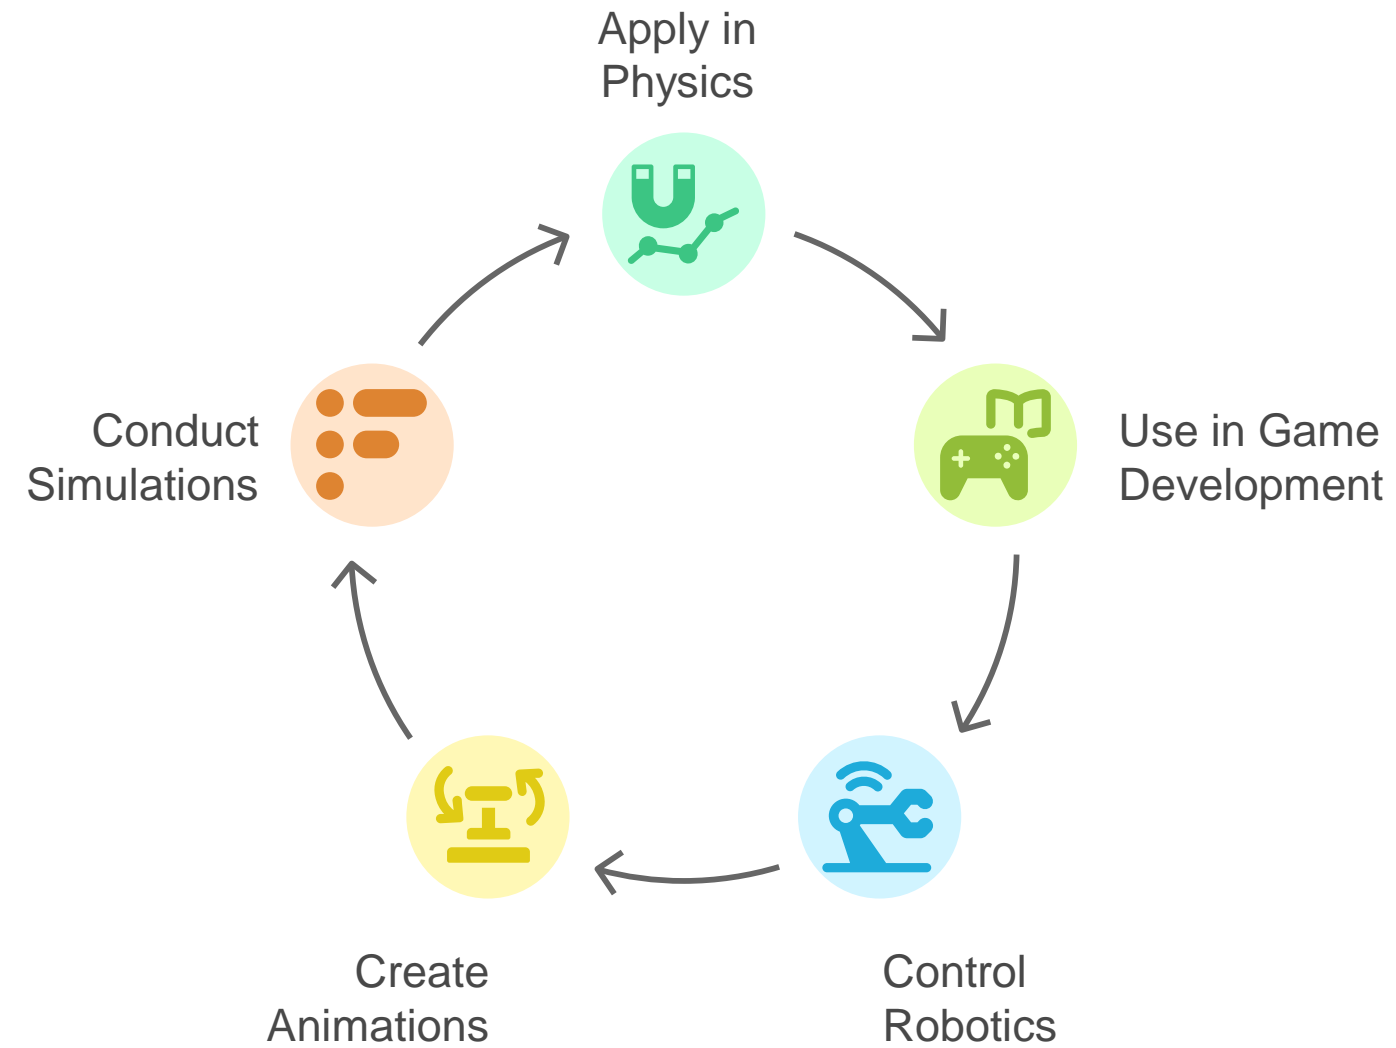 Apply in
Physics
Use in Game
Development
Control
Robotics
Create
Animations
Conduct
Simulations